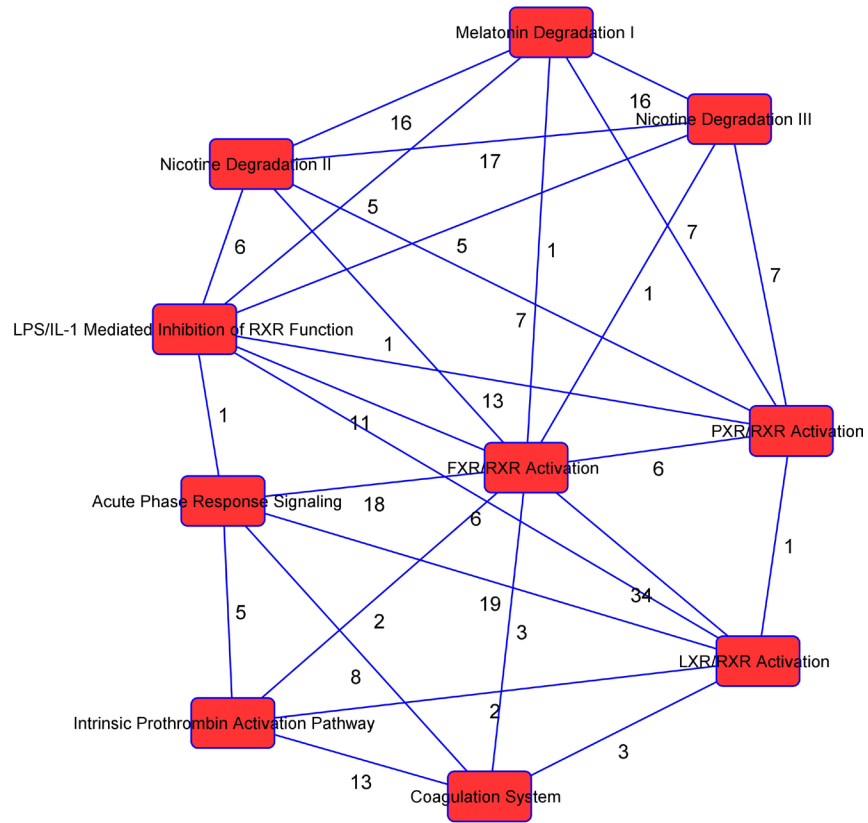 Melatonin Degradation I
16
Nicotine Degradation III
16
17
Nicotine Degradation II
5
7
6
5
1
7
1
7
LPS/IL-1 Mediated Inhibition of RXR Function
1
13
1
11
PXR/RXR Activation
FXR/RXR Activation
6
Acute Phase Response Signaling
18
6
1
34
19
5
2
3
LXR/RXR Activation
8
2
Intrinsic Prothrombin Activation Pathway
3
13
Coagulation System